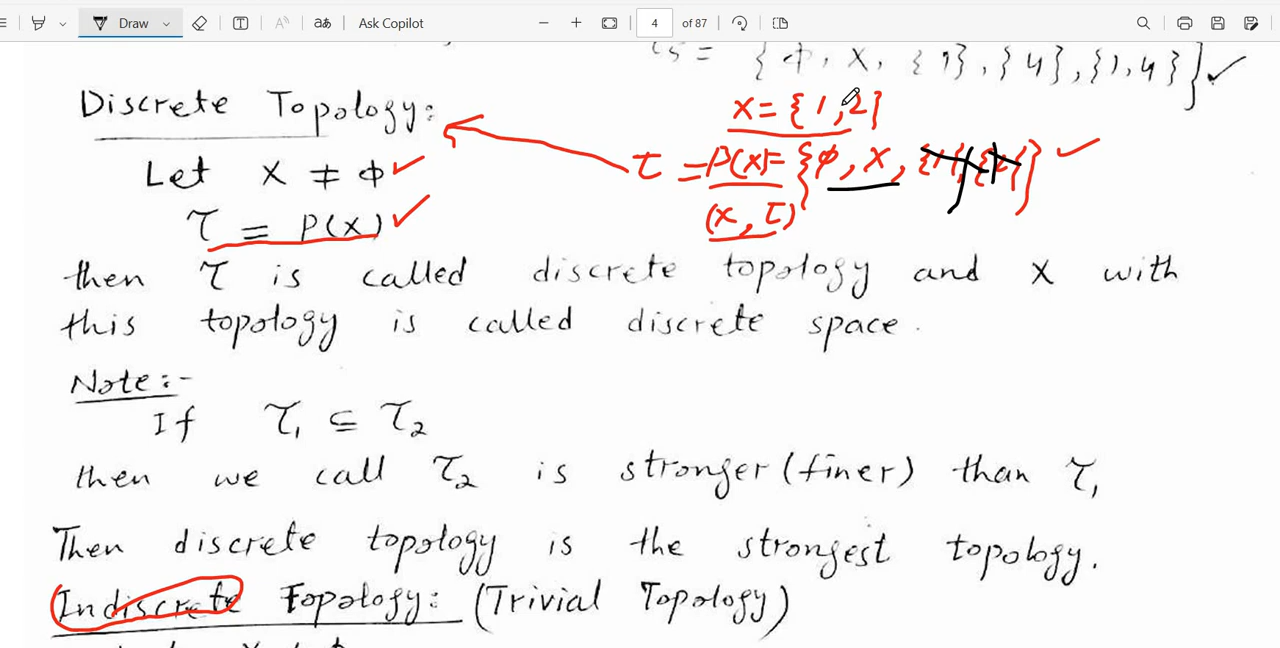 Draw
Ask Copilot
4 of 87
τ5 = { φ, X, {1}, {4}, {1,4} } ✓
Discrete Topology:
X = {1,2}
Let X ≠ φ ✓
τ = P(X) = {φ, X, {1}, {2}} ✓
τ = P(X) ✓
(X, τ)
then τ is called discrete topology and X with
this topology is called discrete space.
Note:-
If τ1 ⊆ τ2
then we call τ2 is stronger (finer) than τ1
Then discrete topology is the strongest topology.
Indiscrete Topology: (Trivial Topology)